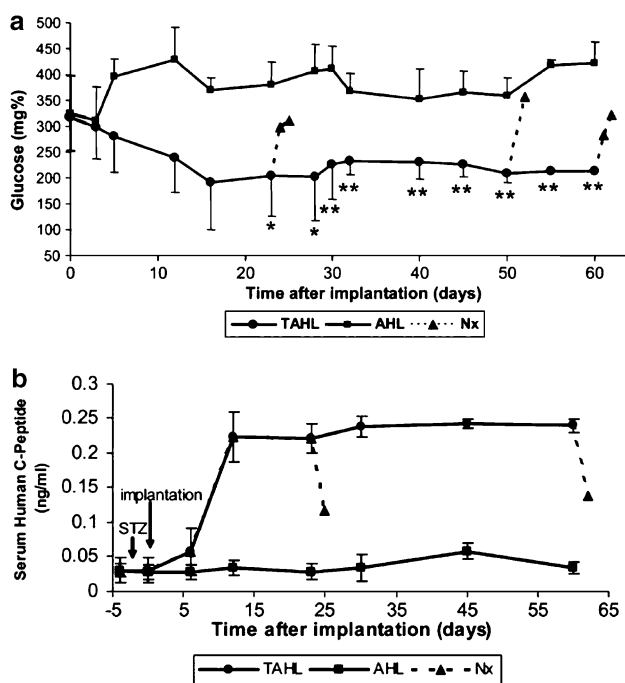 a
Glucose (mg%)
500
450
400
350
300
250
200
150
100
50
* * ** ** ** ** ** ** **
0 10 20 30 40 50 60
Time after implantation (days)
TAHL AHL Nx
b
Serum Human C-Peptide
(ng/ml)
0.3
0.25
0.2
0.15
0.1
0.05
0
implantation
STZ
-5 5 15 25 35 45 55 65
Time after implantation (days)
TAHL AHL Nx